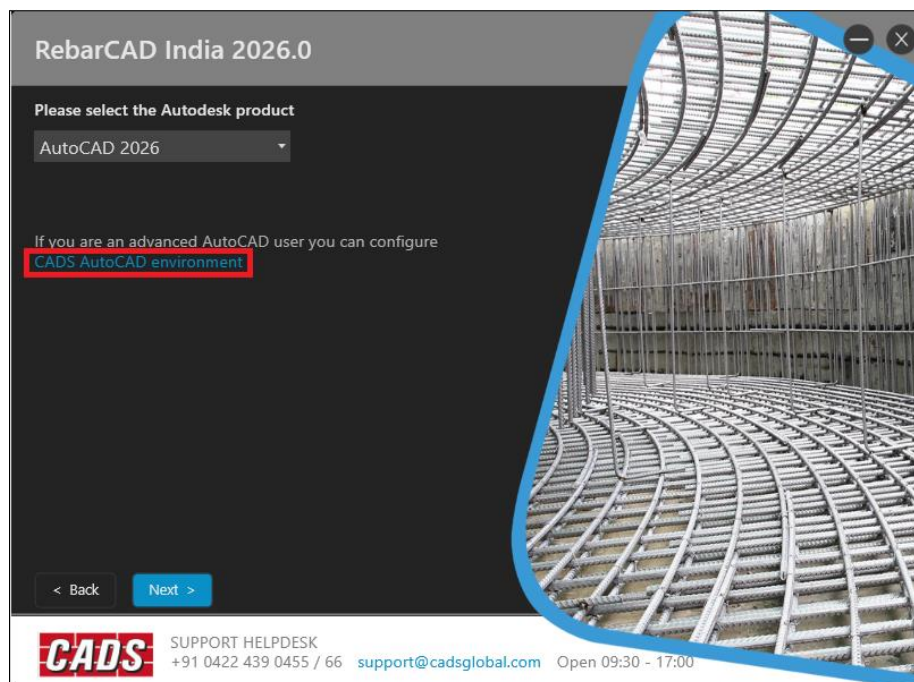 RebarCAD India 2026.0
Please select the Autodesk product
AutoCAD 2026
If you are an advanced AutoCAD user you can configure
CADS AutoCAD environment
< Back
Next >
CADS
SUPPORT HELPDESK
+91 0422 439 0455 / 66 support@cadsglobal.com Open 09:30 - 17:00